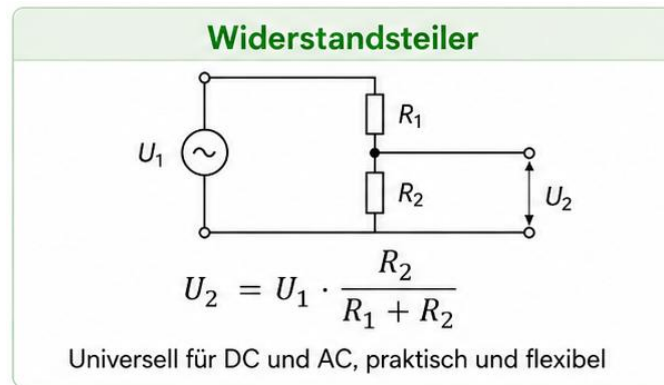 Widerstandsteiler
R₁
U₁
R₂
U₂
U₂ = U₁ · R₂ / (R₁ + R₂)
Universell für DC und AC, praktisch und flexibel